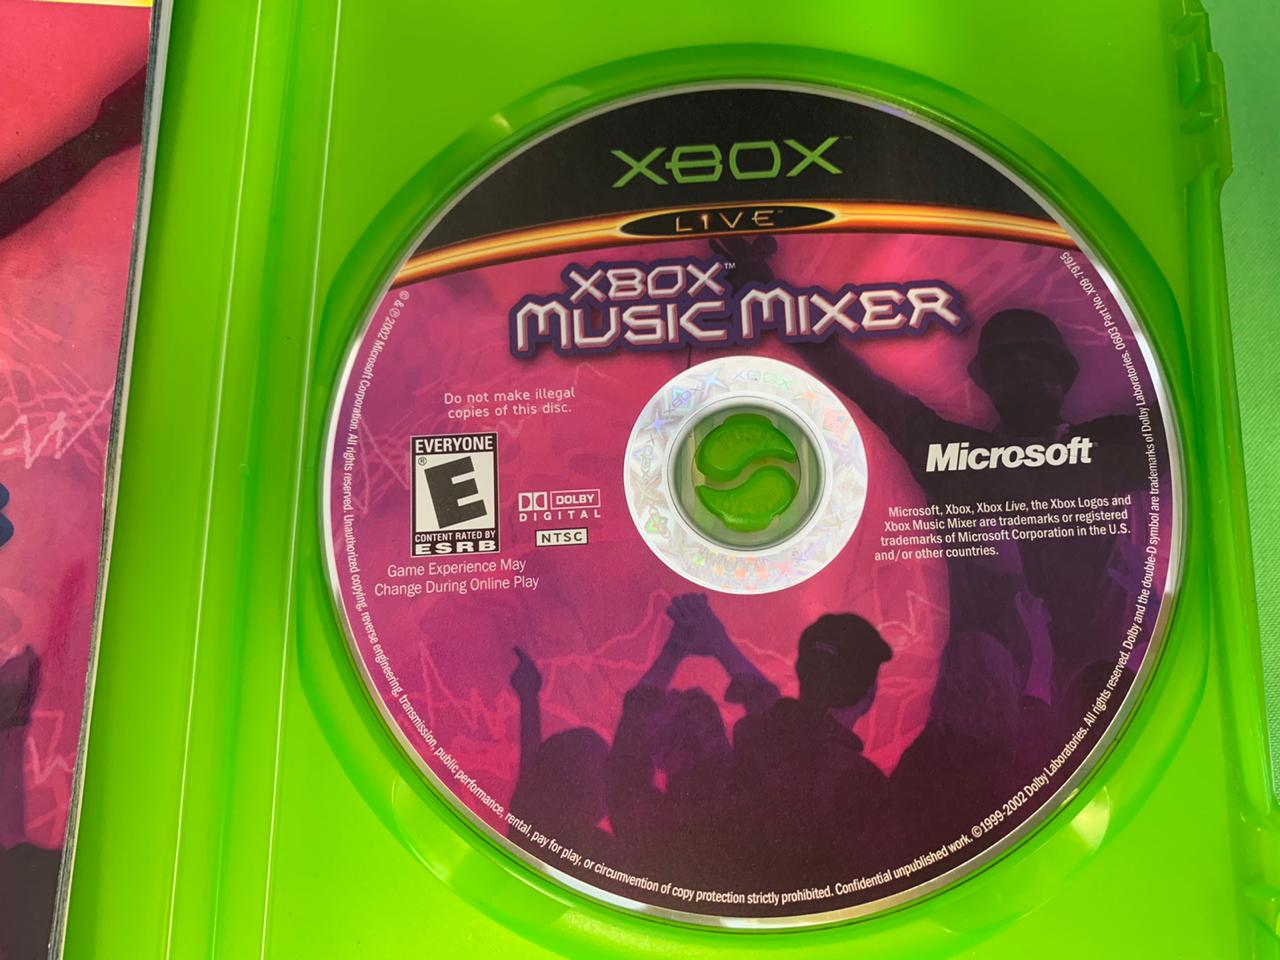 XBOX™
LIVE™
XBOX™
MUSIC MIXER
Do not make illegal
copies of this disc.
EVERYONE
E®
CONTENT RATED BY
ESRB
DOLBY
DIGITAL
NTSC
Game Experience May
Change During Online Play
Microsoft®
Microsoft, Xbox, Xbox Live, the Xbox Logos and
Xbox Music Mixer are trademarks or registered
trademarks of Microsoft Corporation in the U.S.
and/or other countries.
XBOX
© & ℗ 2002 Microsoft Corporation. All rights reserved. Unauthorized copying, reverse engineering, transmission, public performance, rental, pay for play, or circumvention of copy protection strictly prohibited. Confidential unpublished work. ©1999-2002 Dolby Laboratories. All rights reserved. Dolby and the double-D symbol are trademarks of Dolby Laboratories. 0603 Part No. X09-79765